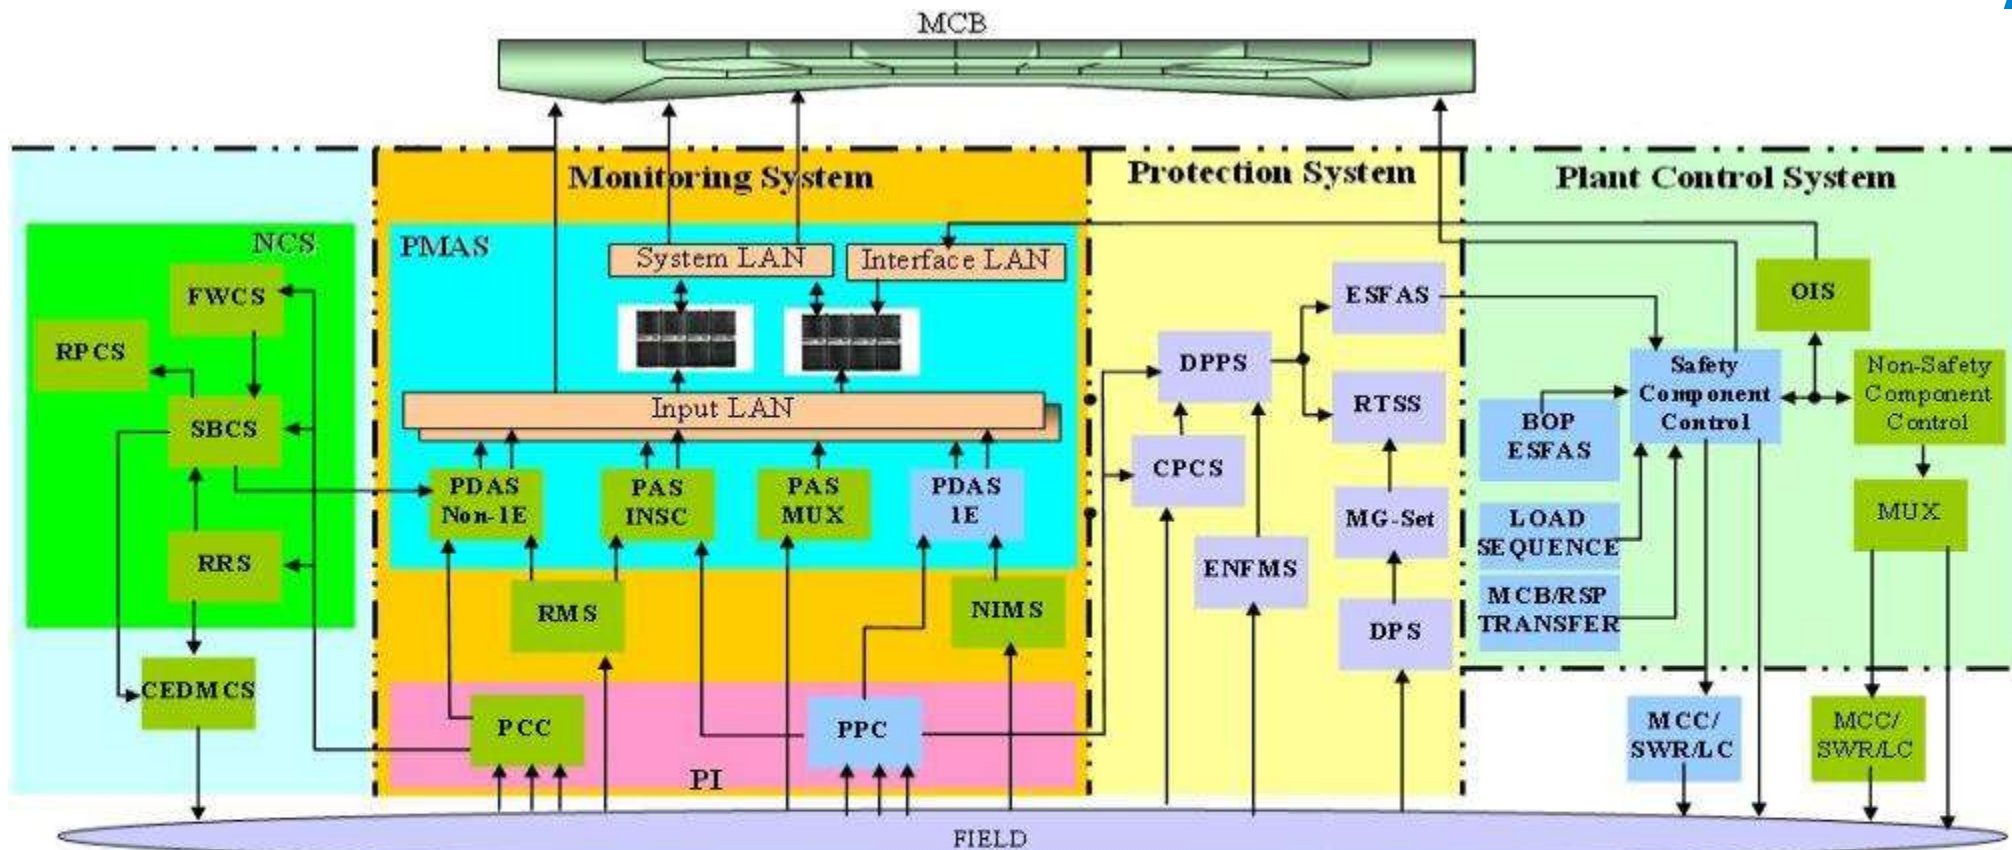 MCB
Monitoring System
Protection System
Plant Control System
NCS
FWCS
RPCS
SBCS
RRS
CEDMCS
PMAS
System LAN
Interface LAN
Input LAN
PDAS
Non-1E
PAS
INSC
PAS
MUX
PDAS
1E
RMS
NIMS
PCC
PPC
PI
ESFAS
DPPS
RTSS
CPCS
MG-Set
ENFMS
DPS
OIS
Safety
Component
Control
Non-Safety
Component
Control
BOP
ESFAS
LOAD
SEQUENCE
MCB/RSP
TRANSFER
MUX
MCC/
SWR/LC
MCC/
SWR/LC
FIELD